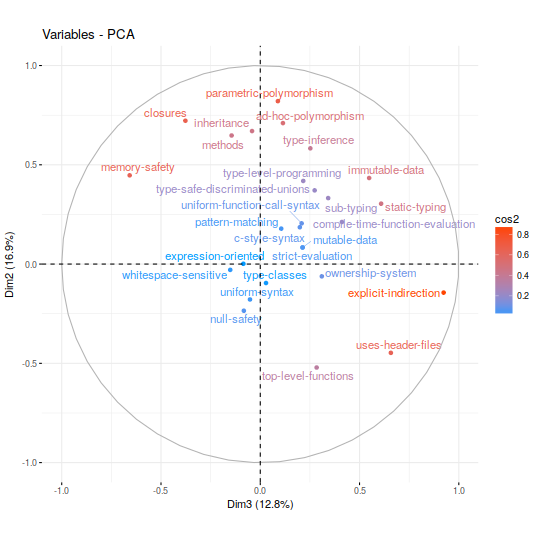 Variables - PCA
parametric-polymorphism
closures
ad-hoc-polymorphism
inheritance
methods
type-inference
memory-safety
immutable-data
type-level-programming
type-safe-discriminated-unions
uniform-function-call-syntax
sub-typing
static-typing
pattern-matching
compile-time-function-evaluation
c-style-syntax
mutable-data
expression-oriented
strict-evaluation
whitespace-sensitive
type-classes
ownership-system
uniform-syntax
explicit-indirection
null-safety
uses-header-files
top-level-functions
1.0
0.5
0.0
-0.5
-1.0
Dim2 (16.9%)
-1.0
-0.5
0.0
0.5
1.0
Dim3 (12.8%)
cos2
0.8
0.6
0.4
0.2